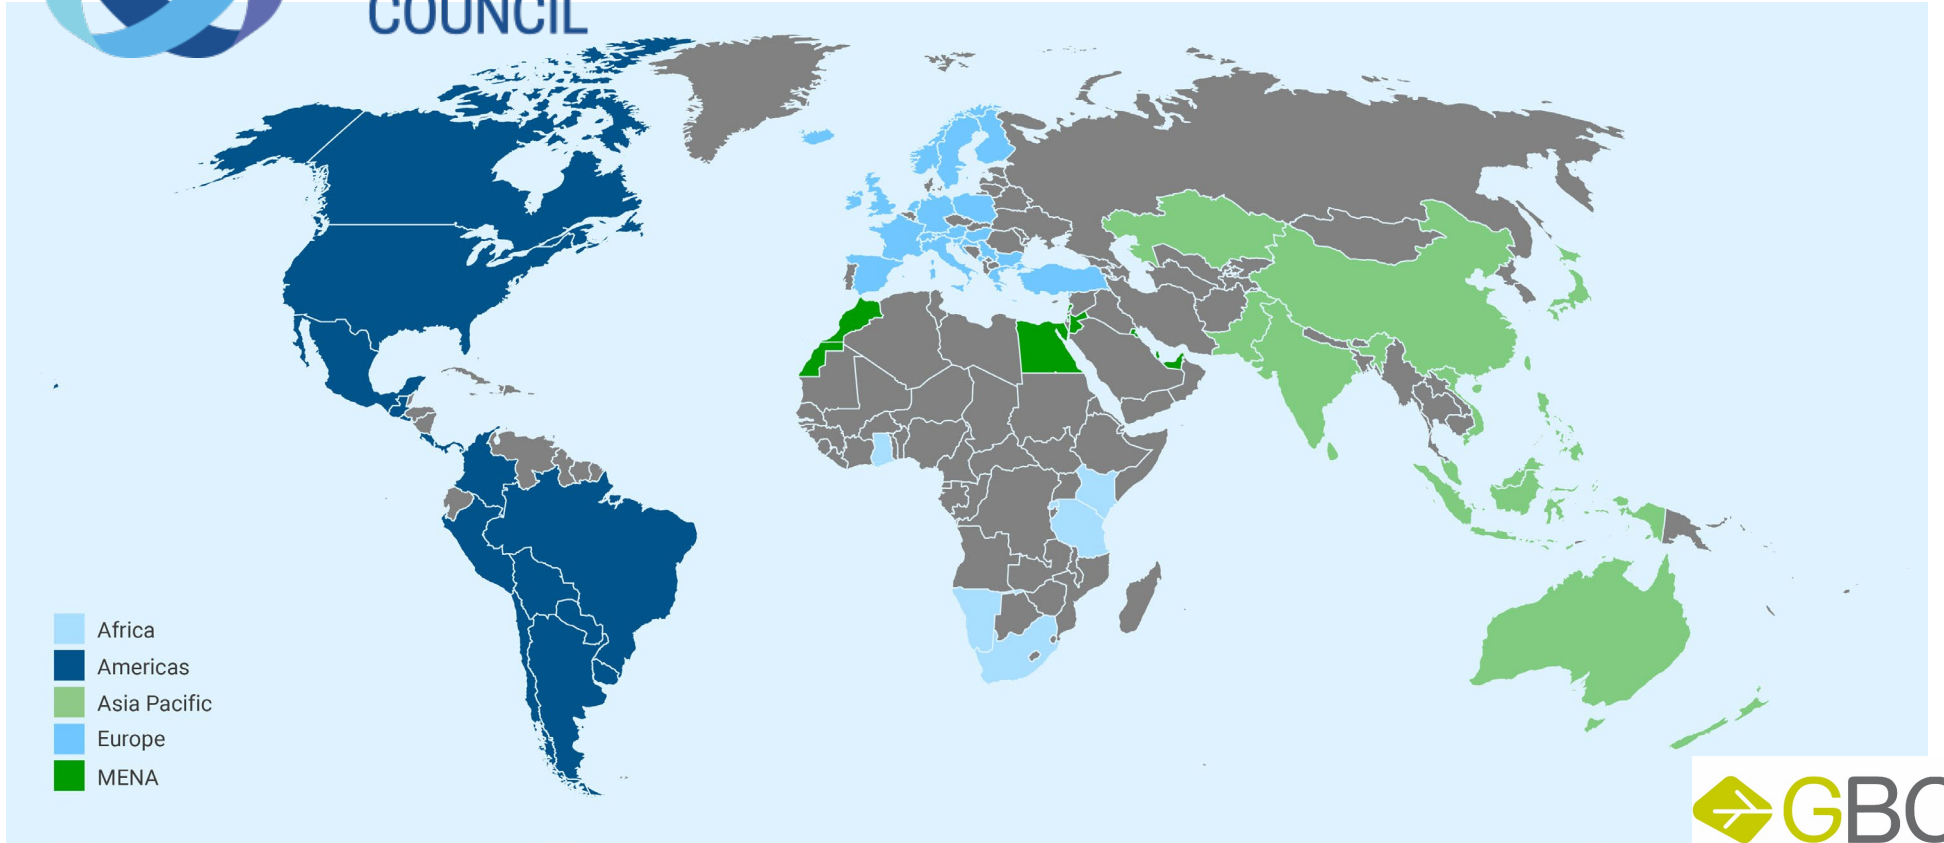 COUNCIL
Africa
Americas
Asia Pacific
Europe
MENA
GBC